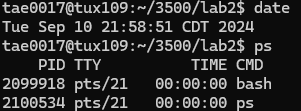 tae0017@tux109:~/3500/lab2$ date
Tue Sep 10 21:58:51 CDT 2024
tae0017@tux109:~/3500/lab2$ ps
    PID TTY          TIME CMD
2099918 pts/21   00:00:00 bash
2100534 pts/21   00:00:00 ps